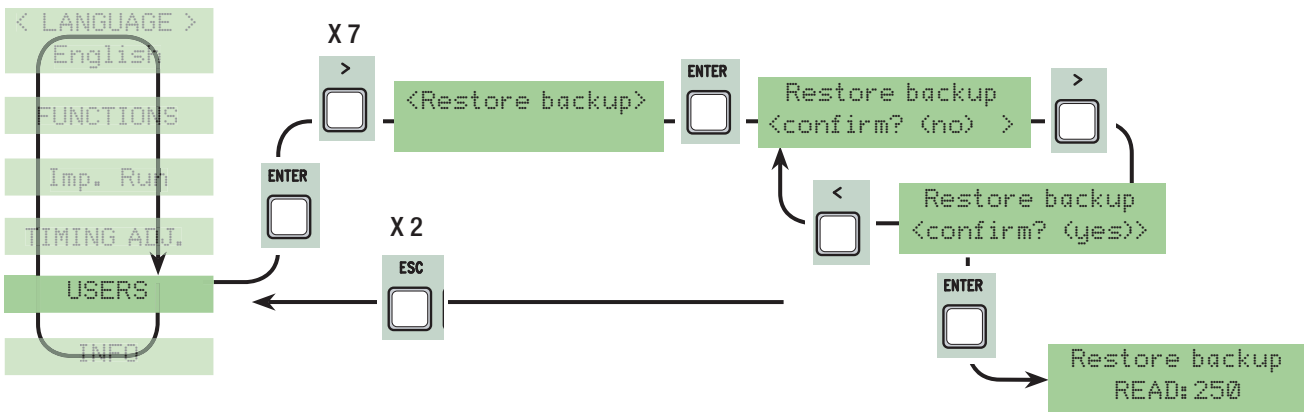 < LANGUAGE >
English
FUNCTIONS
Imp. Run
TIMING ADJ.
USERS
INFO
ENTER
X 7
>
<Restore backup>
ENTER
Restore backup
<confirm? (no) >
>
<
Restore backup
<confirm? (yes)>
ENTER
Restore backup
READ:250
X 2
ESC